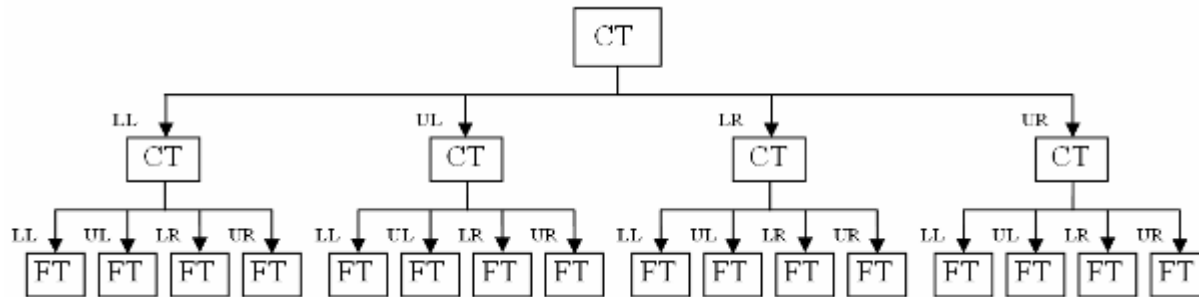 CT
LL UL LR UR
CT CT CT CT
LL UL LR UR LL UL LR UR LL UL LR UR LL UL LR UR
FT FT FT FT FT FT FT FT FT FT FT FT FT FT FT FT